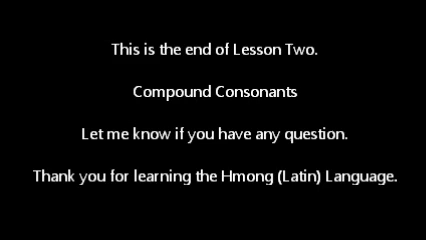 This is the end of Lesson Two.
Compound Consonants
Let me know if you have any question.
Thank you for learning the Hmong (Latin) Language.